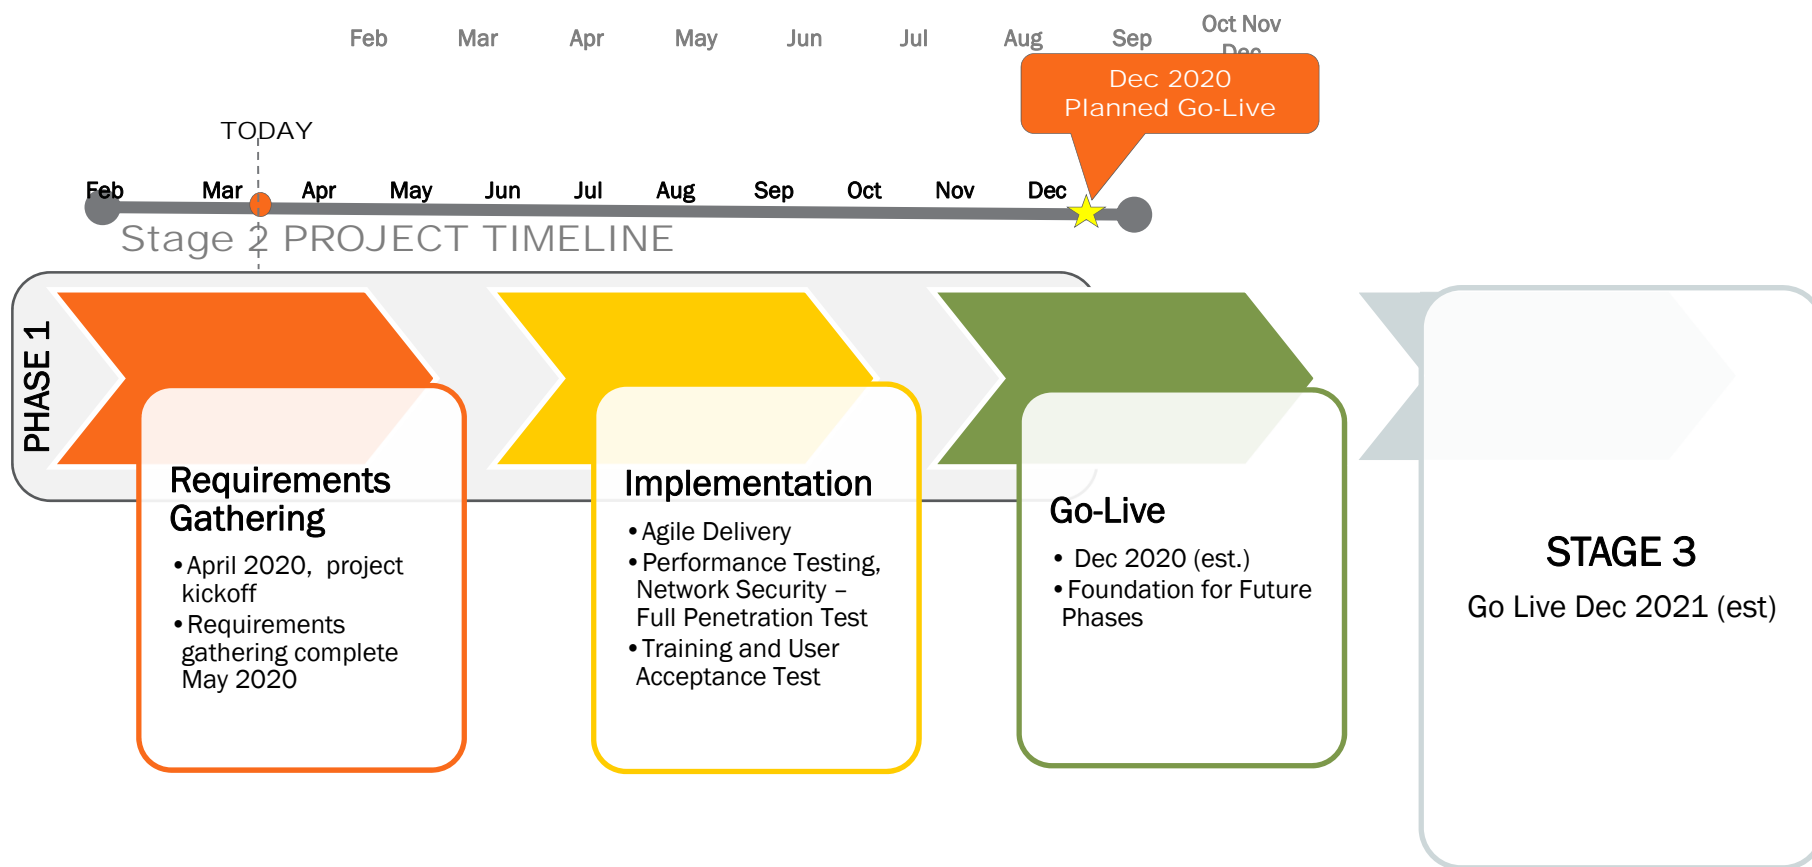 Feb Mar Apr May Jun Jul Aug Sep Oct Nov
Dec
Dec 2020
Planned Go-Live
TODAY
Feb Mar Apr May Jun Jul Aug Sep Oct Nov Dec
Stage 2 PROJECT TIMELINE
PHASE 1
Requirements
Gathering
•April 2020, project
kickoff
•Requirements
gathering complete
May 2020
Implementation
•Agile Delivery
•Performance Testing,
Network Security –
Full Penetration Test
•Training and User
Acceptance Test
Go-Live
• Dec 2020 (est.)
•Foundation for Future
Phases
STAGE 3
Go Live Dec 2021 (est)